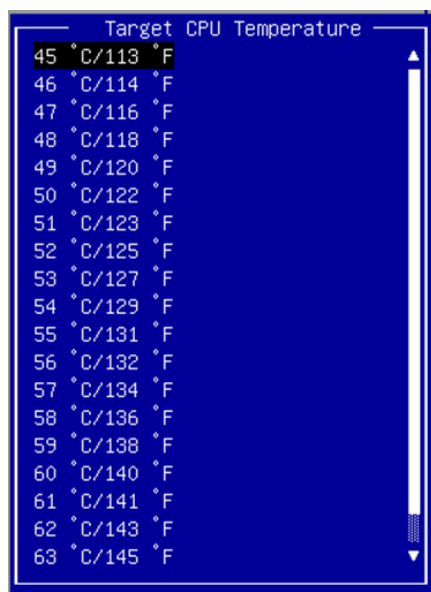 Target CPU Temperature
45 °C/113 °F
46 °C/114 °F
47 °C/116 °F
48 °C/118 °F
49 °C/120 °F
50 °C/122 °F
51 °C/123 °F
52 °C/125 °F
53 °C/127 °F
54 °C/129 °F
55 °C/131 °F
56 °C/132 °F
57 °C/134 °F
58 °C/136 °F
59 °C/138 °F
60 °C/140 °F
61 °C/141 °F
62 °C/143 °F
63 °C/145 °F